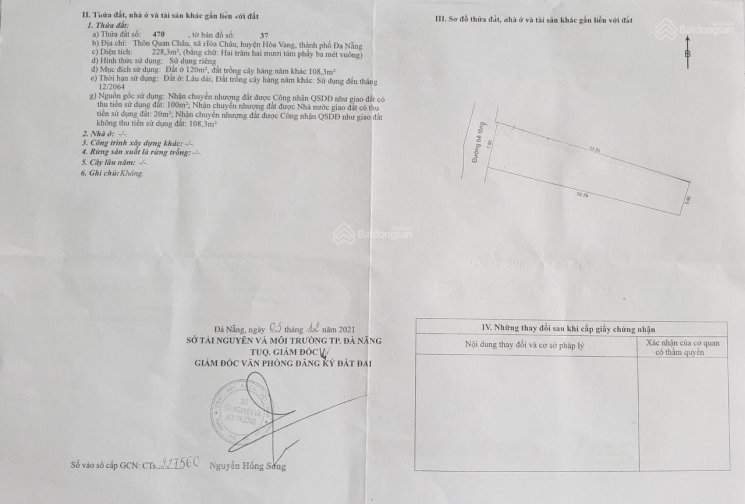 II. Thửa đất, nhà ở và tài sản khác gắn liền với đất
1. Thửa đất:
a) Thửa đất số: 470 , tờ bản đồ số: 37
b) Địa chỉ: Thôn Quan Châu, xã Hòa Châu, huyện Hòa Vang, thành phố Đà Nẵng
c) Diện tích: 228,3m², (bằng chữ: Hai trăm hai mươi tám phẩy ba mét vuông)
d) Hình thức sử dụng: Sử dụng riêng
đ) Mục đích sử dụng: Đất ở 120m², đất trồng cây hàng năm khác 108,3m²
e) Thời hạn sử dụng: Đất ở: Lâu dài; Đất trồng cây hàng năm khác: Sử dụng đến tháng
12/2064
g) Nguồn gốc sử dụng: Nhận chuyển nhượng đất được Công nhận QSDĐ như giao đất có
thu tiền sử dụng đất: 100m²; Nhận chuyển nhượng đất được Nhà nước giao đất có thu
tiền sử dụng đất: 20m²; Nhận chuyển nhượng đất được Công nhận QSDĐ như giao đất
không thu tiền sử dụng đất: 108,3m²
2. Nhà ở: -/-
3. Công trình xây dựng khác: -/-
4. Rừng sản xuất là rừng trồng: -/-
5. Cây lâu năm: -/-
6. Ghi chú: Không.
Đà Nẵng, ngày 03 tháng 12 năm 2021
SỞ TÀI NGUYÊN VÀ MÔI TRƯỜNG TP. ĐÀ NẴNG
TUQ. GIÁM ĐỐC
GIÁM ĐỐC VĂN PHÒNG ĐĂNG KÝ ĐẤT ĐAI
SỞ
TÀI NGUYÊN VÀ
MÔI TRƯỜNG
Số vào sổ cấp GCN: CTs
Nguyễn Hồng Song
III. Sơ đồ thửa đất, nhà ở và tài sản khác gắn liền với đất
B
Đường bê tông
IV. Những thay đổi sau khi cấp giấy chứng nhận
Nội dung thay đổi và cơ sở pháp lý
Xác nhận của cơ quan
có thẩm quyền
Batdongsan
Batdongsan